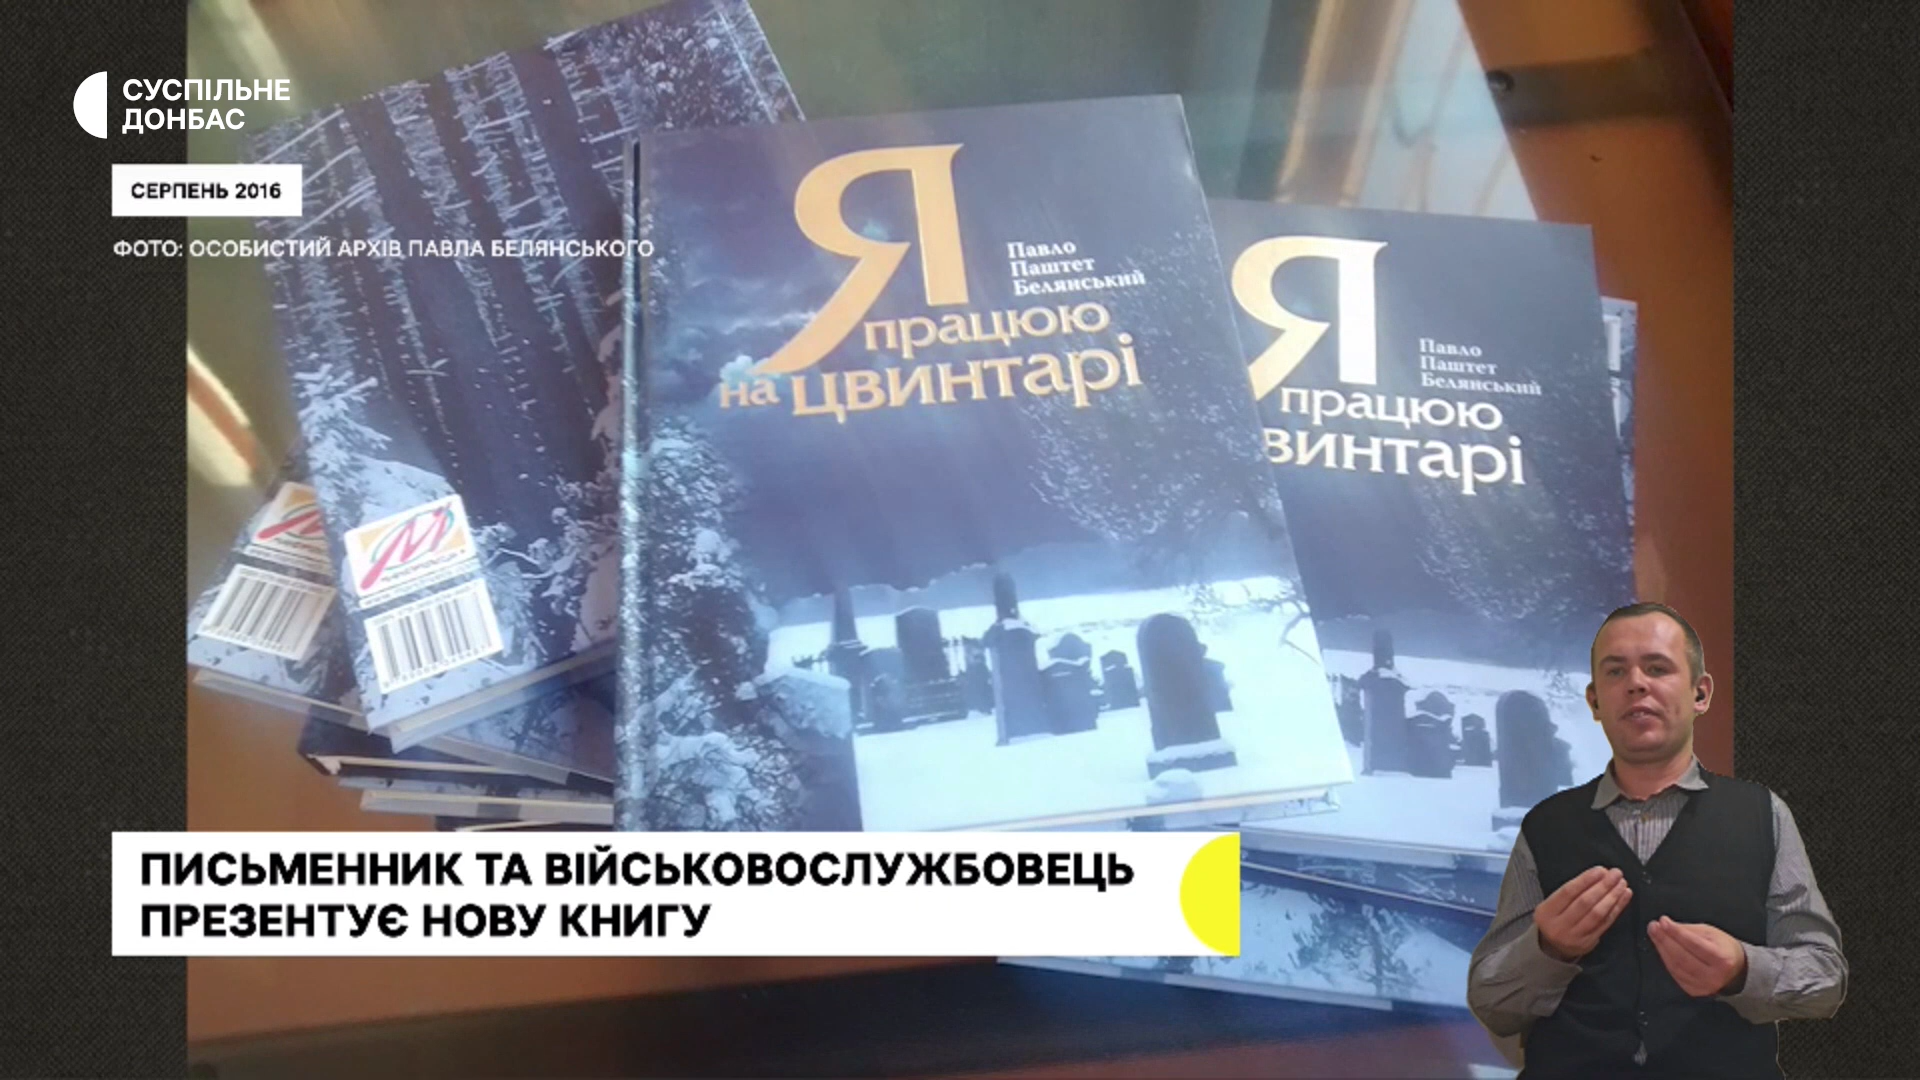 СУСПІЛЬНЕ
ДОНБАС
СЕРПЕНЬ 2016
ФОТО: ОСОБИСТИЙ АРХІВ ПАВЛА БЕЛЯНСЬКОГО
Я
Павло
Паштет
Белянський
працюю
на цвинтарі
Я
Павло
Паштет
Белянський
працюю
винтарі
ПИСЬМЕННИК ТА ВІЙСЬКОВОСЛУЖБОВЕЦЬ
ПРЕЗЕНТУЄ НОВУ КНИГУ